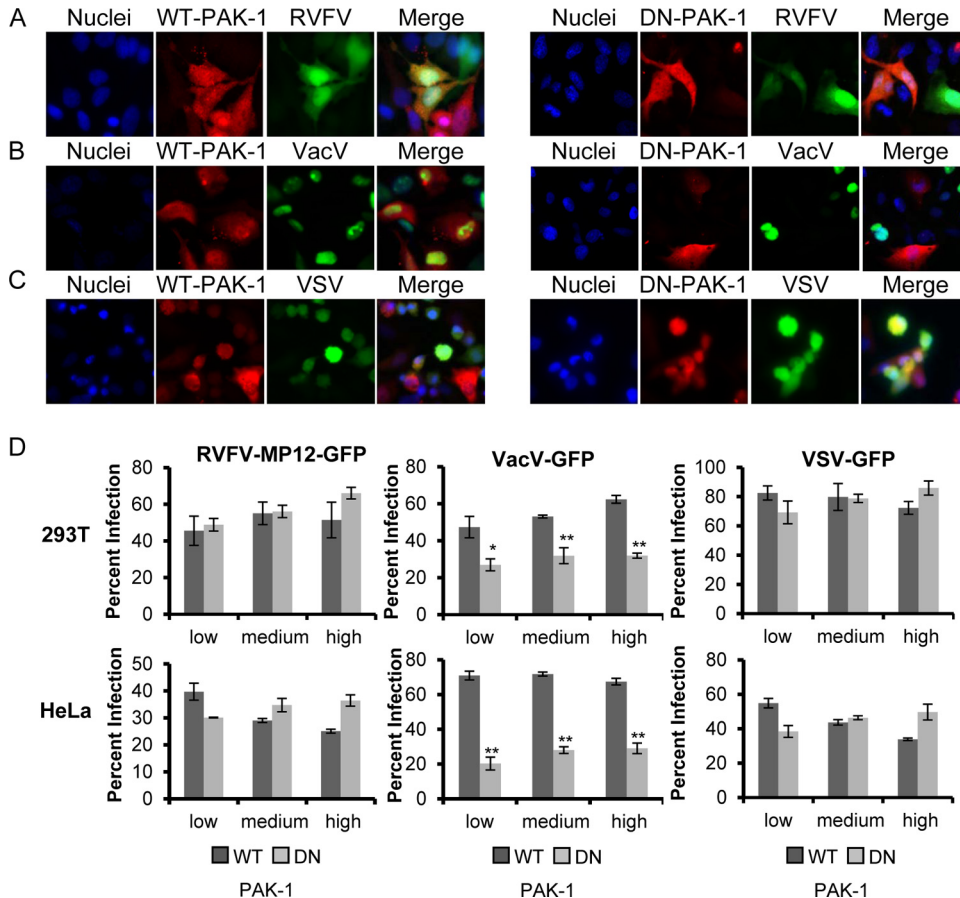 A Nuclei WT-PAK-1 RVFV Merge Nuclei DN-PAK-1 RVFV Merge
B Nuclei WT-PAK-1 VacV Merge Nuclei DN-PAK-1 VacV Merge
C Nuclei WT-PAK-1 VSV Merge Nuclei DN-PAK-1 VSV Merge
D
RVFV-MP12-GFP VacV-GFP VSV-GFP
293T
Percent Infection
80
60
40
20
0
low medium high
Percent Infection
80
60
40
20
0
* ** **
low medium high
Percent Infection
100
80
60
40
20
0
low medium high
HeLa
Percent Infection
50
40
30
20
10
0
low medium high
Percent Infection
80
60
40
20
0
** ** **
low medium high
Percent Infection
80
60
40
20
0
low medium high
WT DN WT DN WT DN
PAK-1 PAK-1 PAK-1